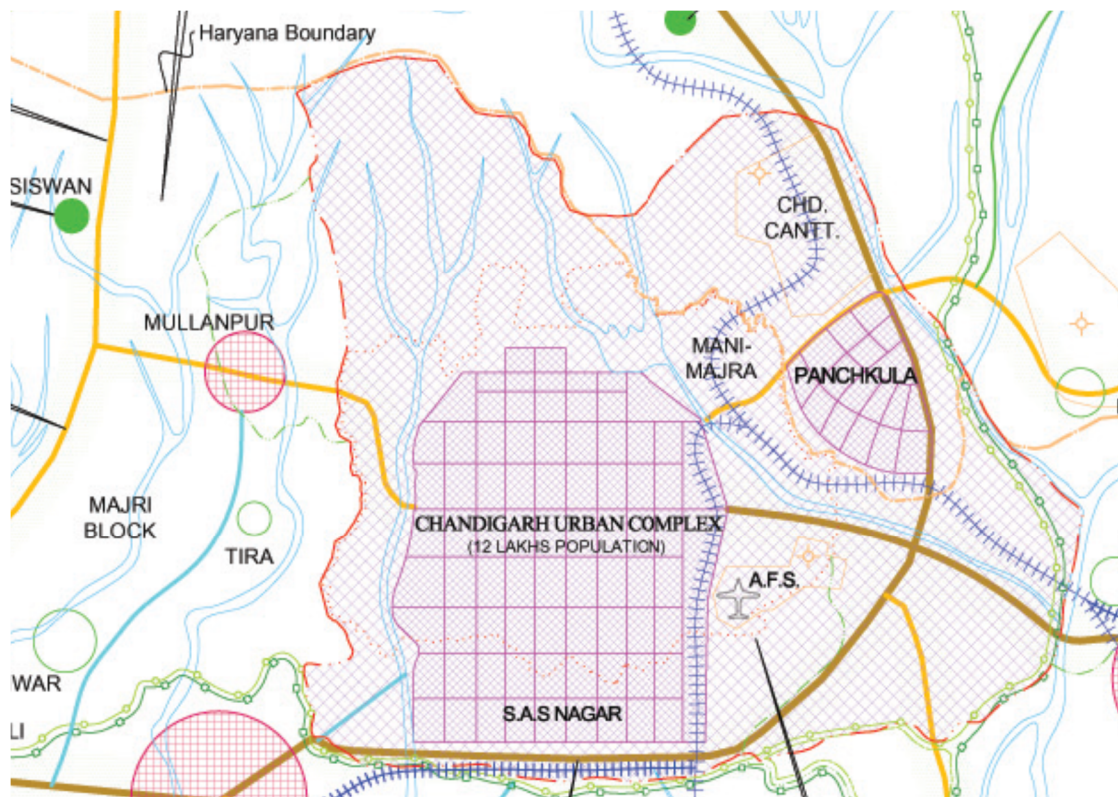 Haryana Boundary
SISWAN
CHD.
CANTT.
MULLANPUR
MANI-
MAJRA
PANCHKULA
MAJRI
BLOCK
CHANDIGARH URBAN COMPLEX
(12 LAKHS POPULATION)
TIRA
A.F.S.
WAR
S.A.S NAGAR
LI